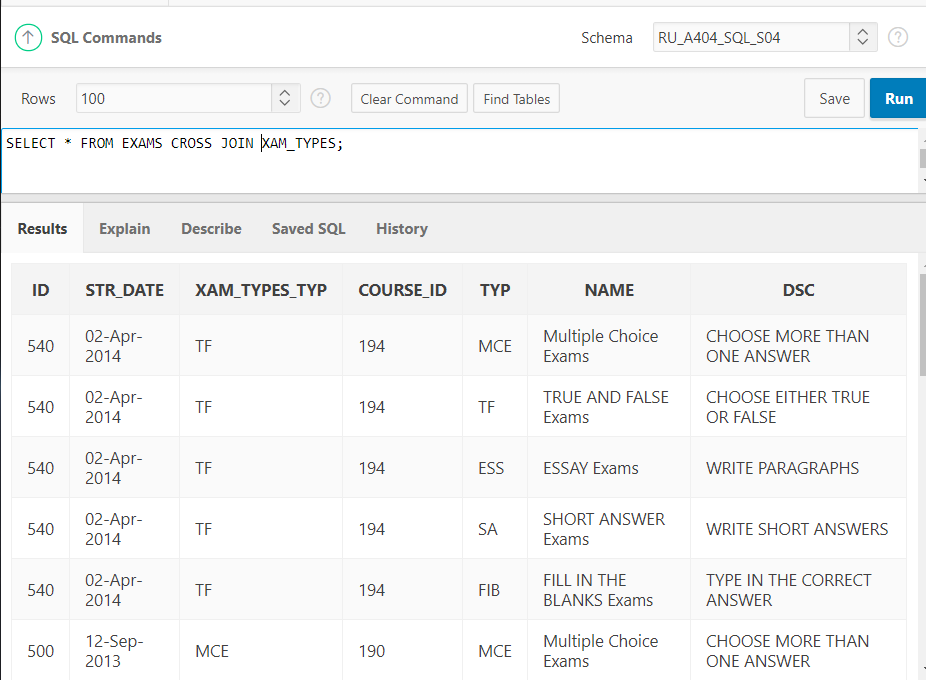 SQL Commands
Schema
RU_A404_SQL_S04
?
Rows
100
?
Clear Command
Find Tables
Save
Run
SELECT * FROM EXAMS CROSS JOIN XAM_TYPES;
Results Explain Describe Saved SQL History
ID STR_DATE XAM_TYPES_TYP COURSE_ID TYP NAME DSC
540 02-Apr-2014 TF 194 MCE Multiple Choice Exams CHOOSE MORE THAN ONE ANSWER
540 02-Apr-2014 TF 194 TF TRUE AND FALSE Exams CHOOSE EITHER TRUE OR FALSE
540 02-Apr-2014 TF 194 ESS ESSAY Exams WRITE PARAGRAPHS
540 02-Apr-2014 TF 194 SA SHORT ANSWER Exams WRITE SHORT ANSWERS
540 02-Apr-2014 TF 194 FIB FILL IN THE BLANKS Exams TYPE IN THE CORRECT ANSWER
500 12-Sep-2013 MCE 190 MCE Multiple Choice Exams CHOOSE MORE THAN ONE ANSWER